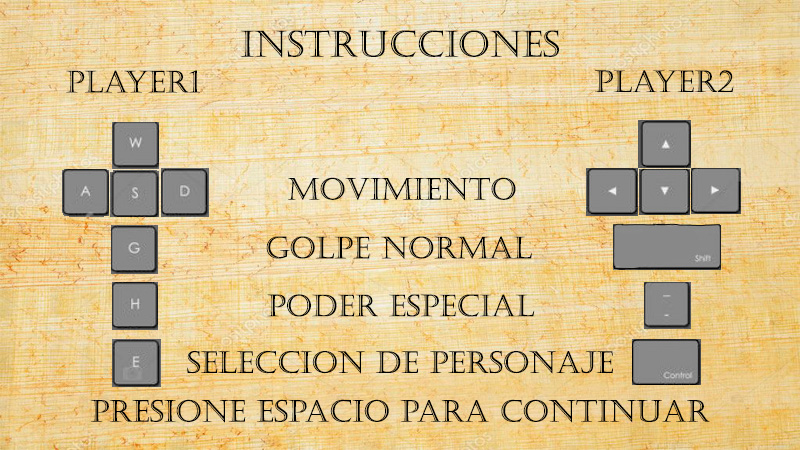 INSTRUCCIONES
PLAYER1 PLAYER2
W
A S D MOVIMIENTO
G GOLPE NORMAL Shift
H PODER ESPECIAL _ -
E SELECCION DE PERSONAJE Control
PRESIONE ESPACIO PARA CONTINUAR